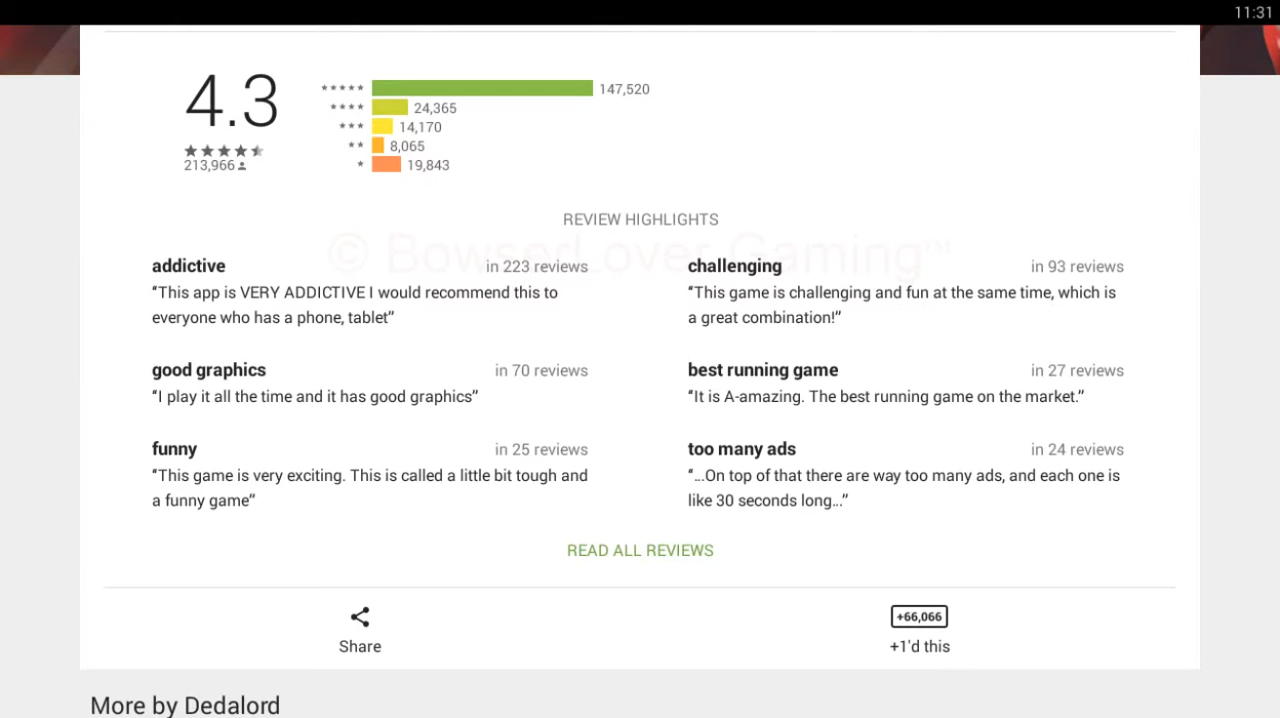 11:31
4.3
147,520
24,365
14,170
8,065
19,843
213,966
REVIEW HIGHLIGHTS
© BowserLover Gaming™
addictive in 223 reviews
“This app is VERY ADDICTIVE I would recommend this to
everyone who has a phone, tablet”
challenging in 93 reviews
“This game is challenging and fun at the same time, which is
a great combination!”
good graphics in 70 reviews
“I play it all the time and it has good graphics”
best running game in 27 reviews
“It is A-amazing. The best running game on the market.”
funny in 25 reviews
“This game is very exciting. This is called a little bit tough and
a funny game”
too many ads in 24 reviews
“...On top of that there are way too many ads, and each one is
like 30 seconds long...”
READ ALL REVIEWS
Share
+66,066
+1'd this
More by Dedalord